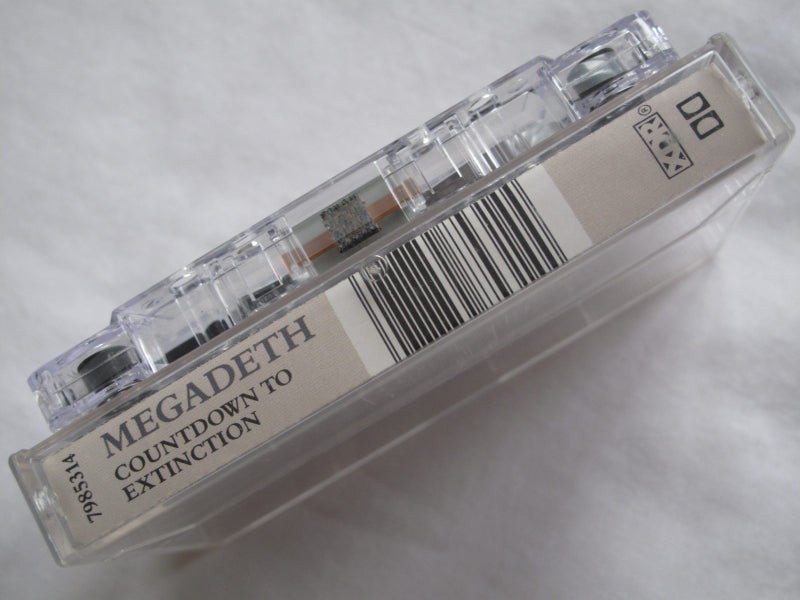 7985314
MEGADETH
COUNTDOWN TO
EXTINCTION
XDR®